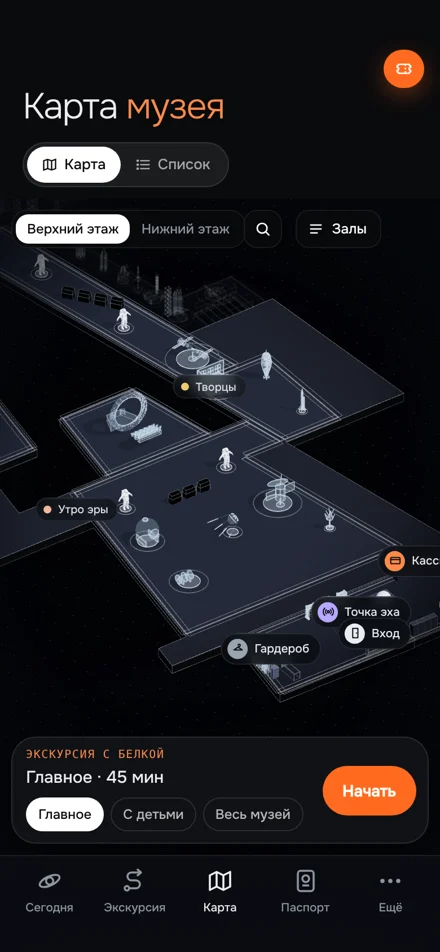 Карта музея
Карта
Список
Верхний этаж
Нижний этаж
Залы
Творцы
Утро эры
Касс
Точка эха
Вход
Гардероб
ЭКСКУРСИЯ С БЕЛКОЙ
Главное · 45 мин
Начать
Главное
С детьми
Весь музей
Сегодня
Экскурсия
Карта
Паспорт
Ещё